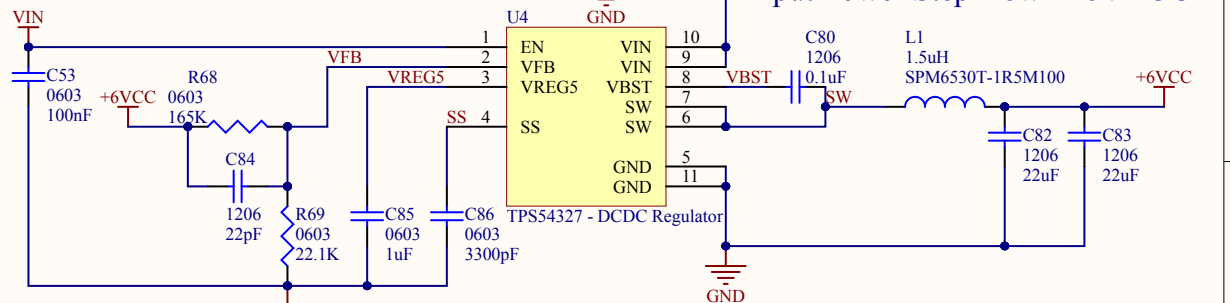 VIN
C53
0603
100nF
+6VCC
R68
0603
165K
C84
1206
22pF
R69
0603
22.1K
VFB
VREG5
SS
C85
0603
1uF
C86
0603
3300pF
U4
GND
1
2
3
4
EN
VFB
VREG5
SS
VIN
VIN
VBST
SW
SW
GND
GND
10
9
8
7
6
5
11
TPS54327 - DCDC Regulator
VBST
C80
1206
0.1uF
SW
L1
1.5uH
SPM6530T-1R5M100
+6VCC
C82
1206
22uF
C83
1206
22uF
GND